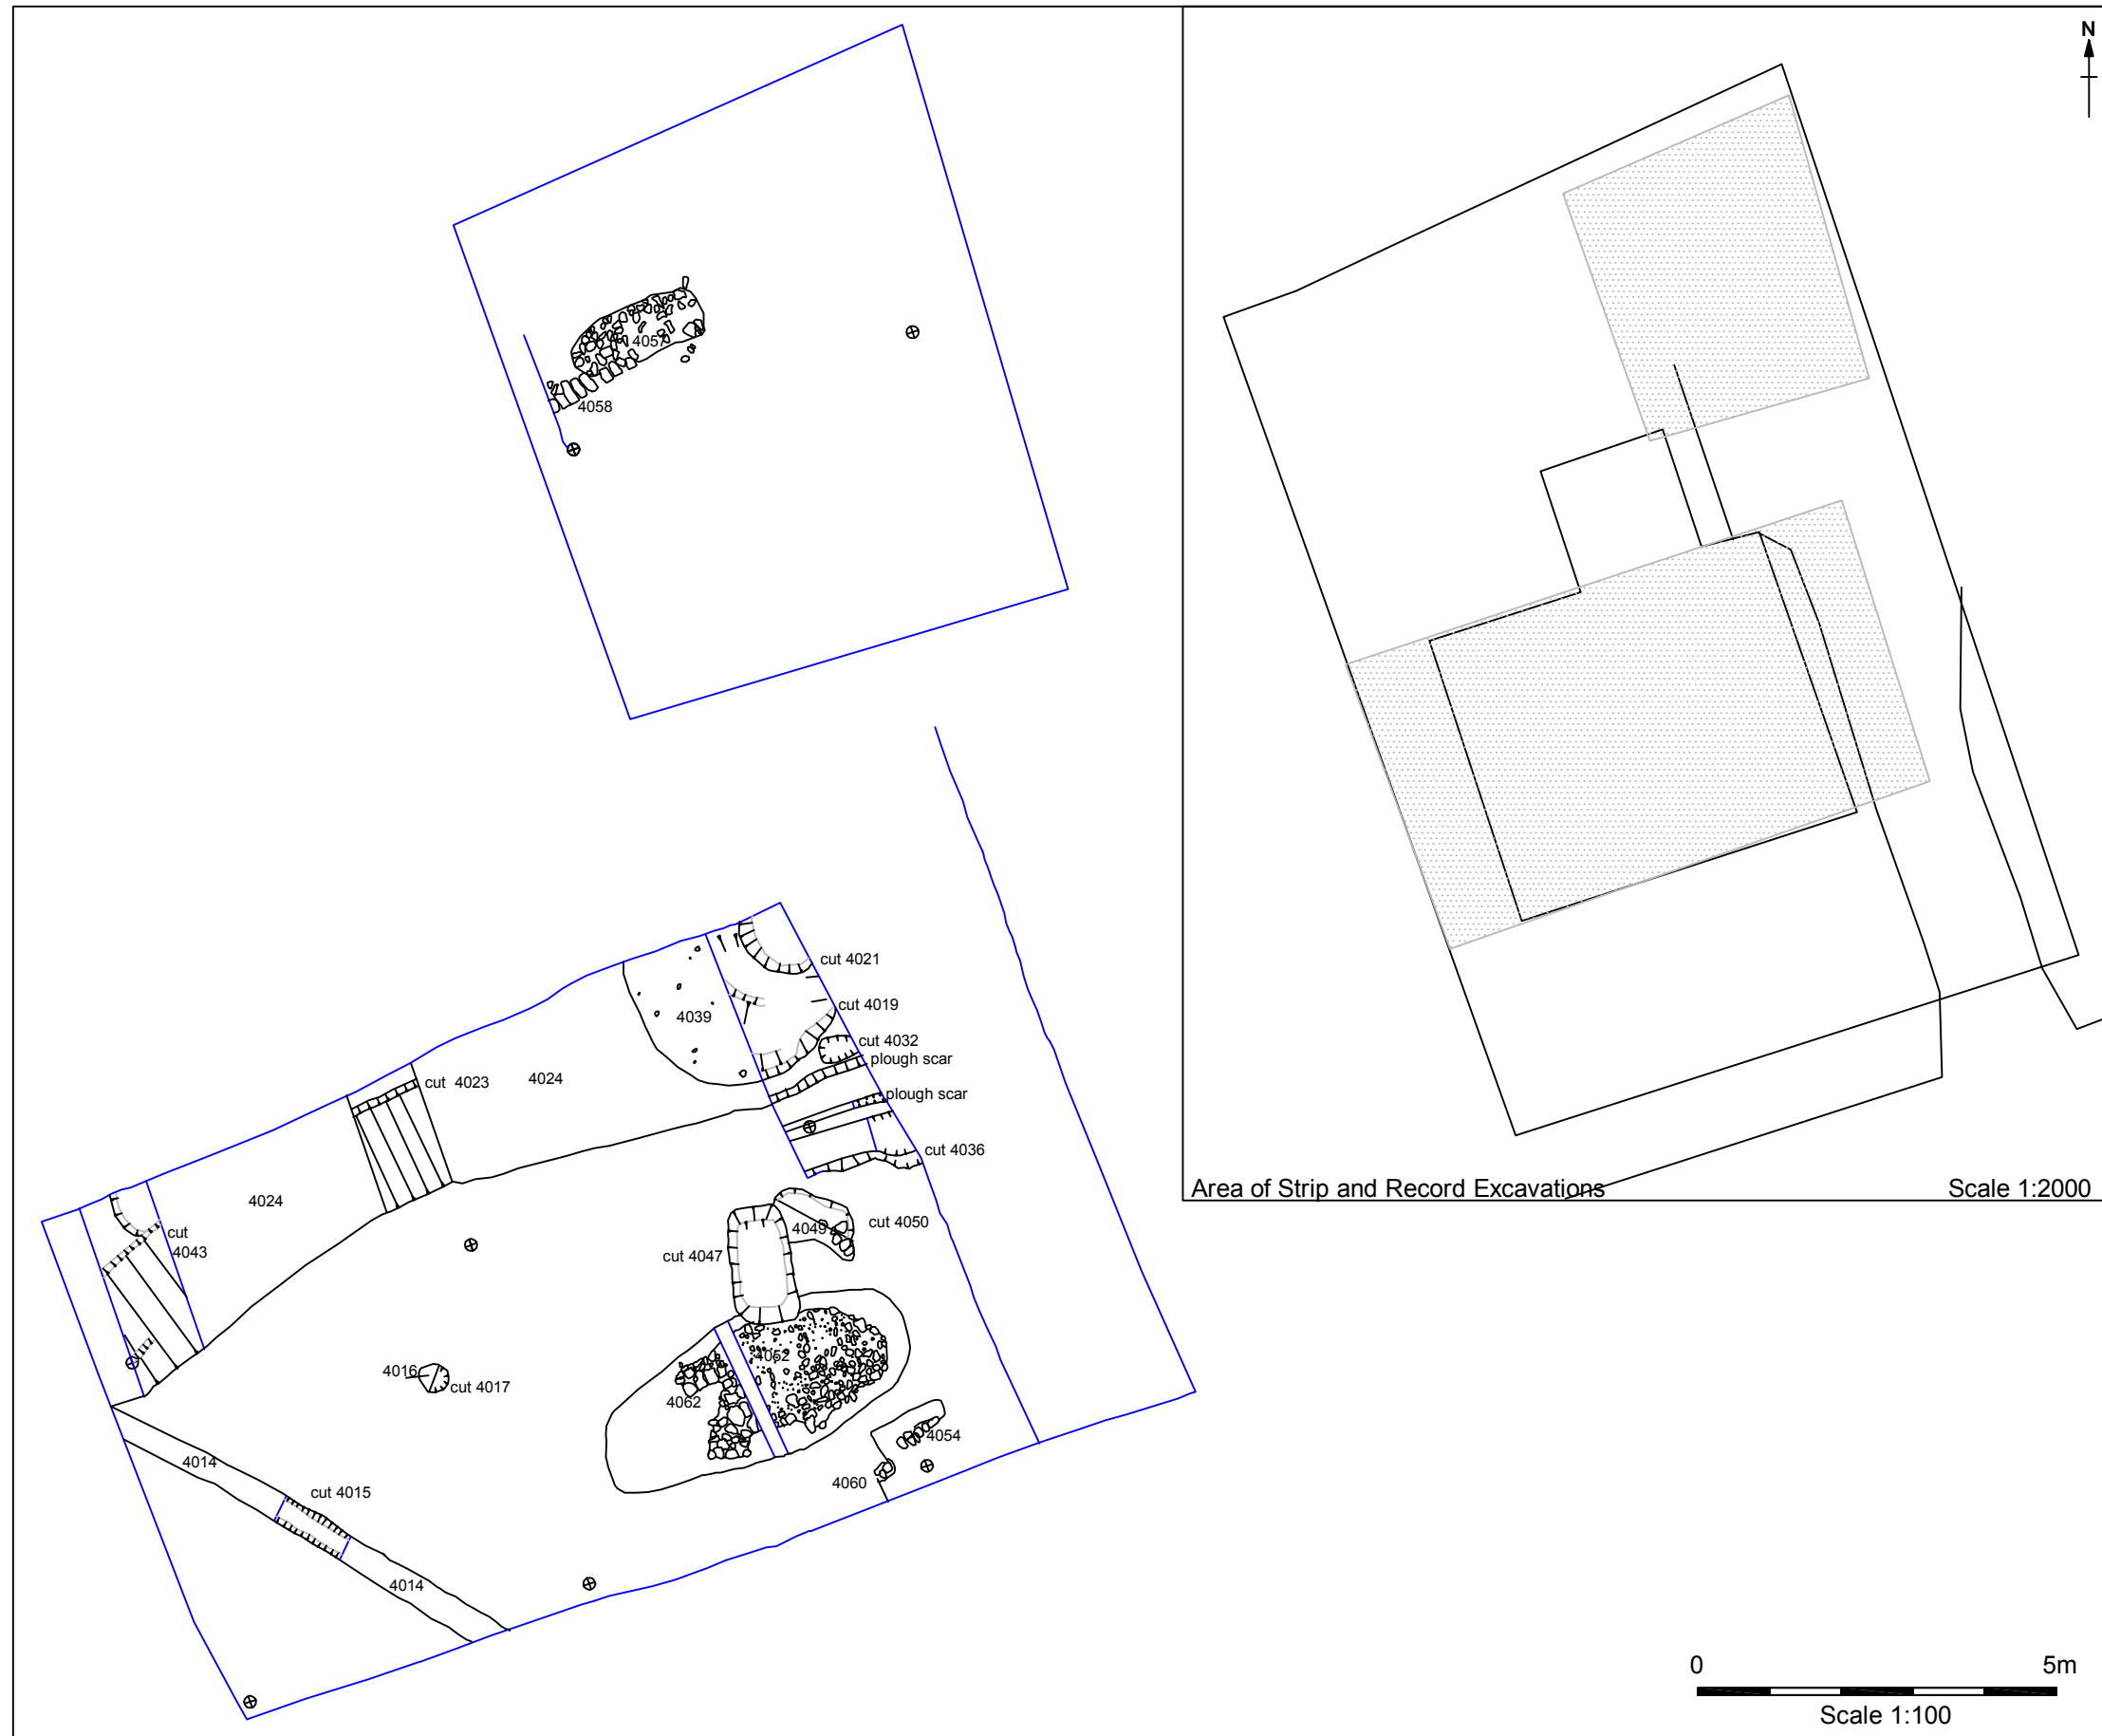 N
4057
4058
cut 4021
cut 4019
4039
cut 4032
plough scar
cut 4023
4024
plough scar
cut 4036
4024
4049
cut 4050
cut
4043
cut 4047
4052
4016
cut 4017
4062
4054
4014
4060
cut 4015
4014
Area of Strip and Record Excavations
Scale 1:2000
0 5m
Scale 1:100